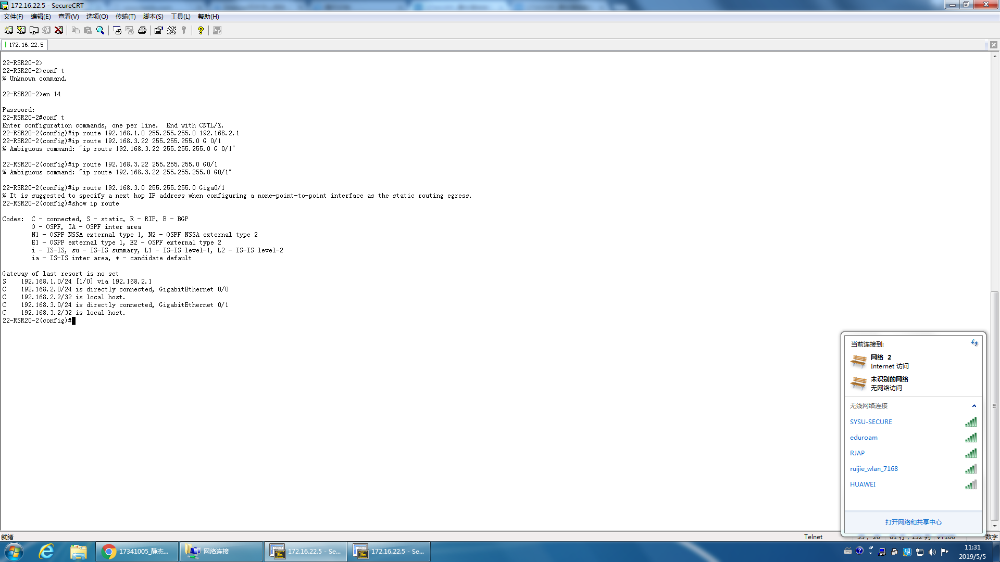 172.16.22.5 - SecureCRT
文件(F) 编辑(E) 查看(V) 选项(O) 传输(T) 脚本(S) 工具(L) 帮助(H)
172.16.22.5
22-RSR20-2>
22-RSR20-2>conf t
% Unknown command.
22-RSR20-2>en 14
Password:
22-RSR20-2#conf t
Enter configuration commands, one per line.  End with CNTL/Z.
22-RSR20-2(config)#ip route 192.168.1.0 255.255.255.0 192.168.2.1
22-RSR20-2(config)#ip route 192.168.3.22 255.255.255.0 G 0/1
% Ambiguous command: "ip route 192.168.3.22 255.255.255.0 G 0/1"
22-RSR20-2(config)#ip route 192.168.3.22 255.255.255.0 G0/1
% Ambiguous command: "ip route 192.168.3.22 255.255.255.0 G0/1"
22-RSR20-2(config)#ip route 192.168.3.0 255.255.255.0 Giga0/1
% It is suggested to specify a next hop IP address when configuring a none-point-to-point interface as the static routing egress.
22-RSR20-2(config)#show ip route
Codes:  C - connected, S - static, R - RIP, B - BGP
O - OSPF, IA - OSPF inter area
N1 - OSPF NSSA external type 1, N2 - OSPF NSSA external type 2
E1 - OSPF external type 1, E2 - OSPF external type 2
i - IS-IS, su - IS-IS summary, L1 - IS-IS level-1, L2 - IS-IS level-2
ia - IS-IS inter area, * - candidate default
Gateway of last resort is no set
S    192.168.1.0/24 [1/0] via 192.168.2.1
C    192.168.2.0/24 is directly connected, GigabitEthernet 0/0
C    192.168.2.2/32 is local host.
C    192.168.3.0/24 is directly connected, GigabitEthernet 0/1
C    192.168.3.2/32 is local host.
22-RSR20-2(config)#
当前连接到:
网络 2
Internet 访问
未识别的网络
无网络访问
无线网络连接
SYSU-SECURE
eduroam
RJAP
ruijie_wlan_7168
HUAWEI
打开网络和共享中心
就绪
Telnet
数字
17341005_静态...
网络连接
172.16.22.5 - Se...
172.16.22.5 - Se...
11:31
2019/5/5